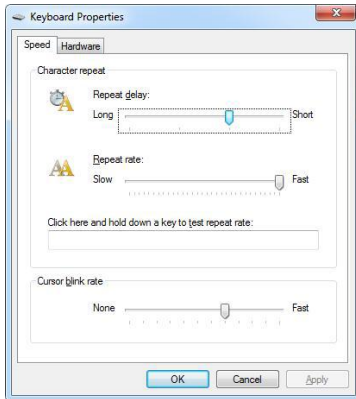 Keyboard Properties
Speed Hardware
Character repeat
Repeat delay:
Long Short
Repeat rate:
Slow Fast
Click here and hold down a key to test repeat rate:
Cursor blink rate
None Fast
OK Cancel Apply